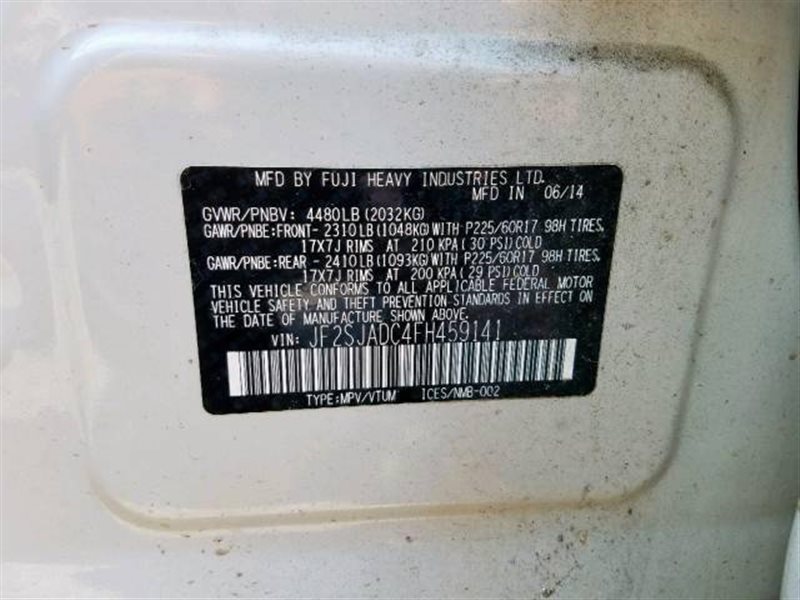 MFD BY FUJI HEAVY INDUSTRIES LTD.
MFD IN 06/14
GVWR/PNBV: 4480LB(2032KG)
GAWR/PNBE:FRONT-2310LB(1048KG)WITH P225/60R17 98H TIRES,
17X7J RIMS AT 210 KPA(30 PSI)COLD
GAWR/PNBE:REAR -2410LB(1093KG)WITH P225/60R17 98H TIRES,
17X7J RIMS AT 200 KPA(29 PSI)COLD
THIS VEHICLE CONFORMS TO ALL APPLICABLE FEDERAL MOTOR
VEHICLE SAFETY AND THEFT PREVENTION STANDARDS IN EFFECT ON
THE DATE OF MANUFACTURE SHOWN ABOVE.
VIN: JF2SJADC4FH459141
TYPE:MPV/VTUM ICES/NMB-002